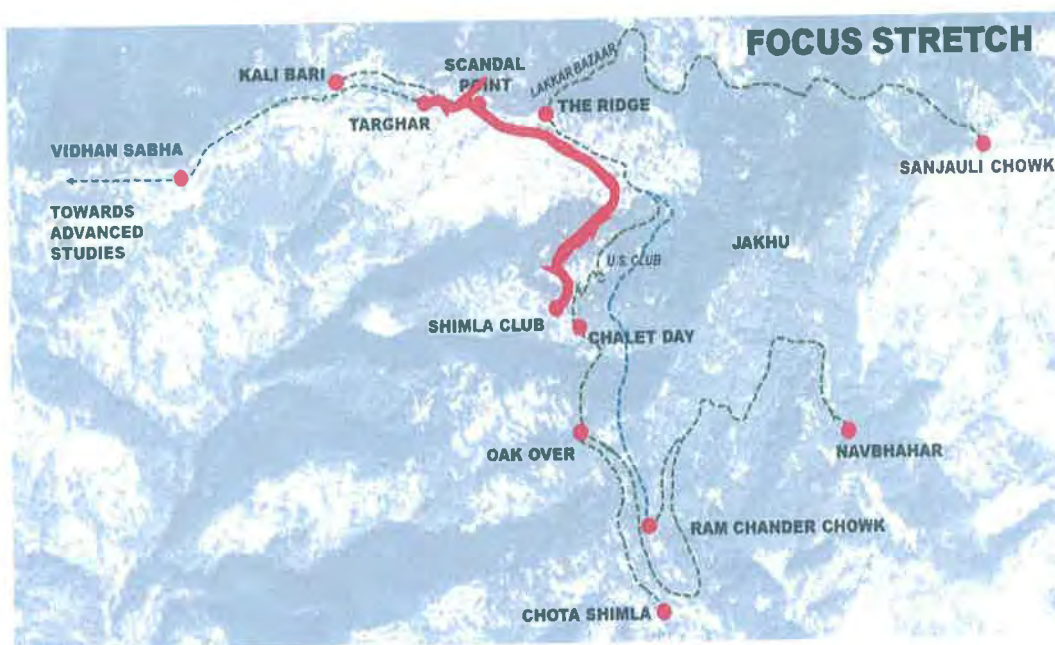 FOCUS STRETCH
LAKKAR BAZAAR
SCANDAL
POINT
KALI BARI
THE RIDGE
TARGHAR
VIDHAN SABHA
SANJAULI CHOWK
TOWARDS
ADVANCED
STUDIES
JAKHU
U.S. CLUB
SHIMLA CLUB
CHALET DAY
OAK OVER
NAVBHAHAR
RAM CHANDER CHOWK
CHOTA SHIMLA